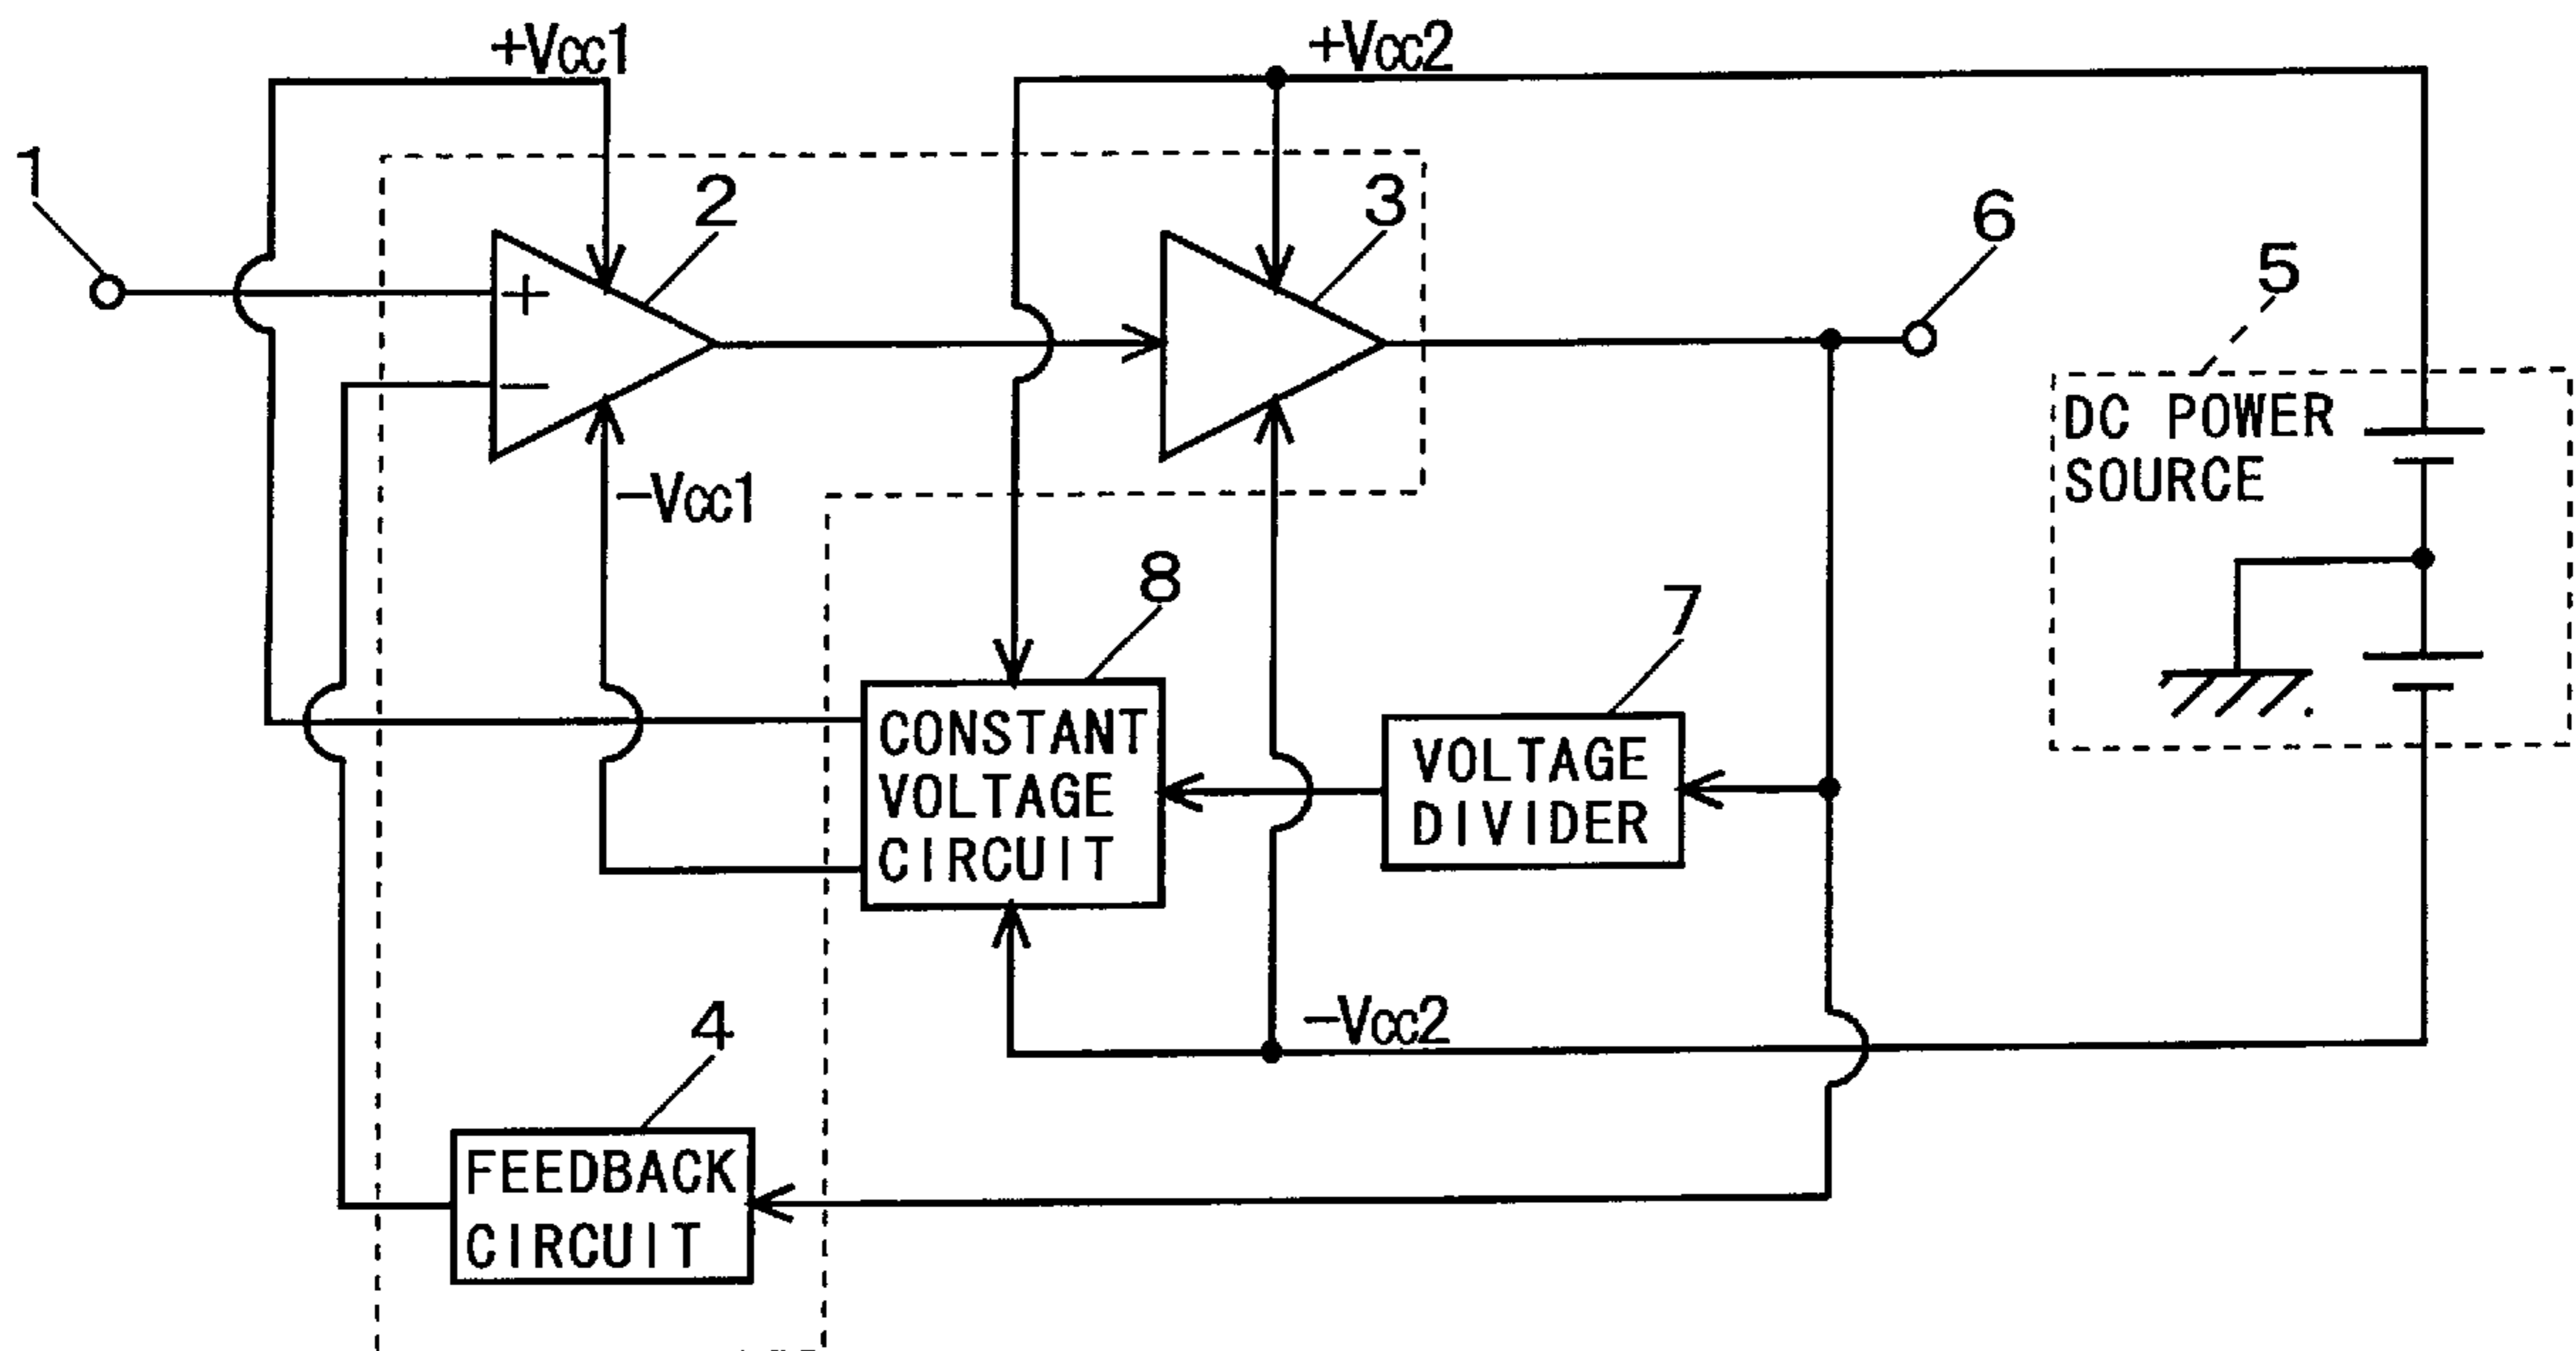 +Vcc1
+Vcc2
1
2
3
6
5
+
−
DC POWER
SOURCE
−Vcc1
8
7
CONSTANT
VOLTAGE
CIRCUIT
VOLTAGE
DIVIDER
4
−Vcc2
FEEDBACK
CIRCUIT